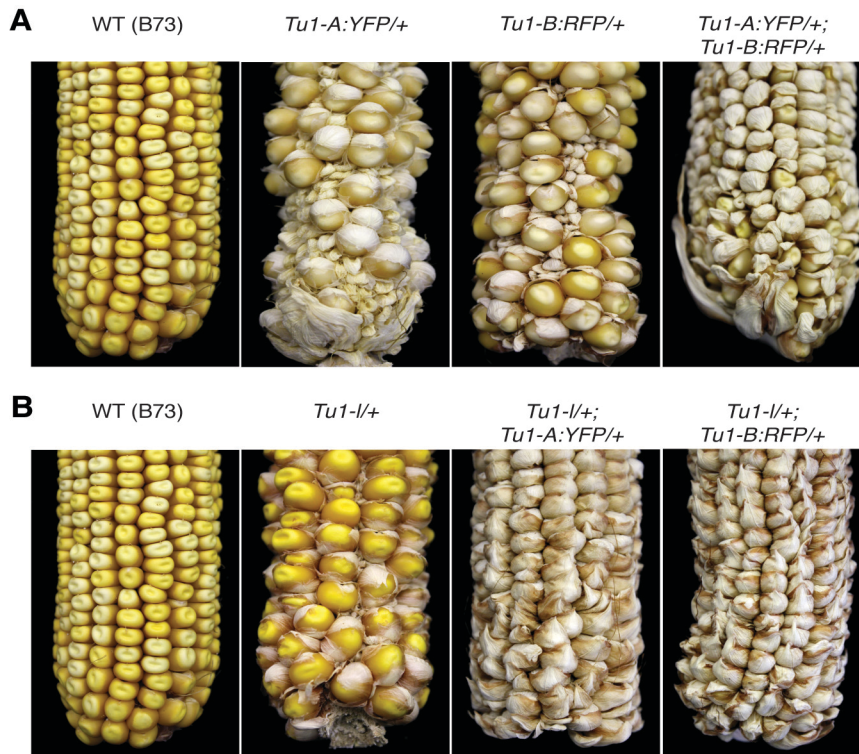 A
WT (B73)
Tu1-A:YFP/+
Tu1-B:RFP/+
Tu1-A:YFP/+;
Tu1-B:RFP/+
B
WT (B73)
Tu1-l/+
Tu1-l/+;
Tu1-A:YFP/+
Tu1-l/+;
Tu1-B:RFP/+